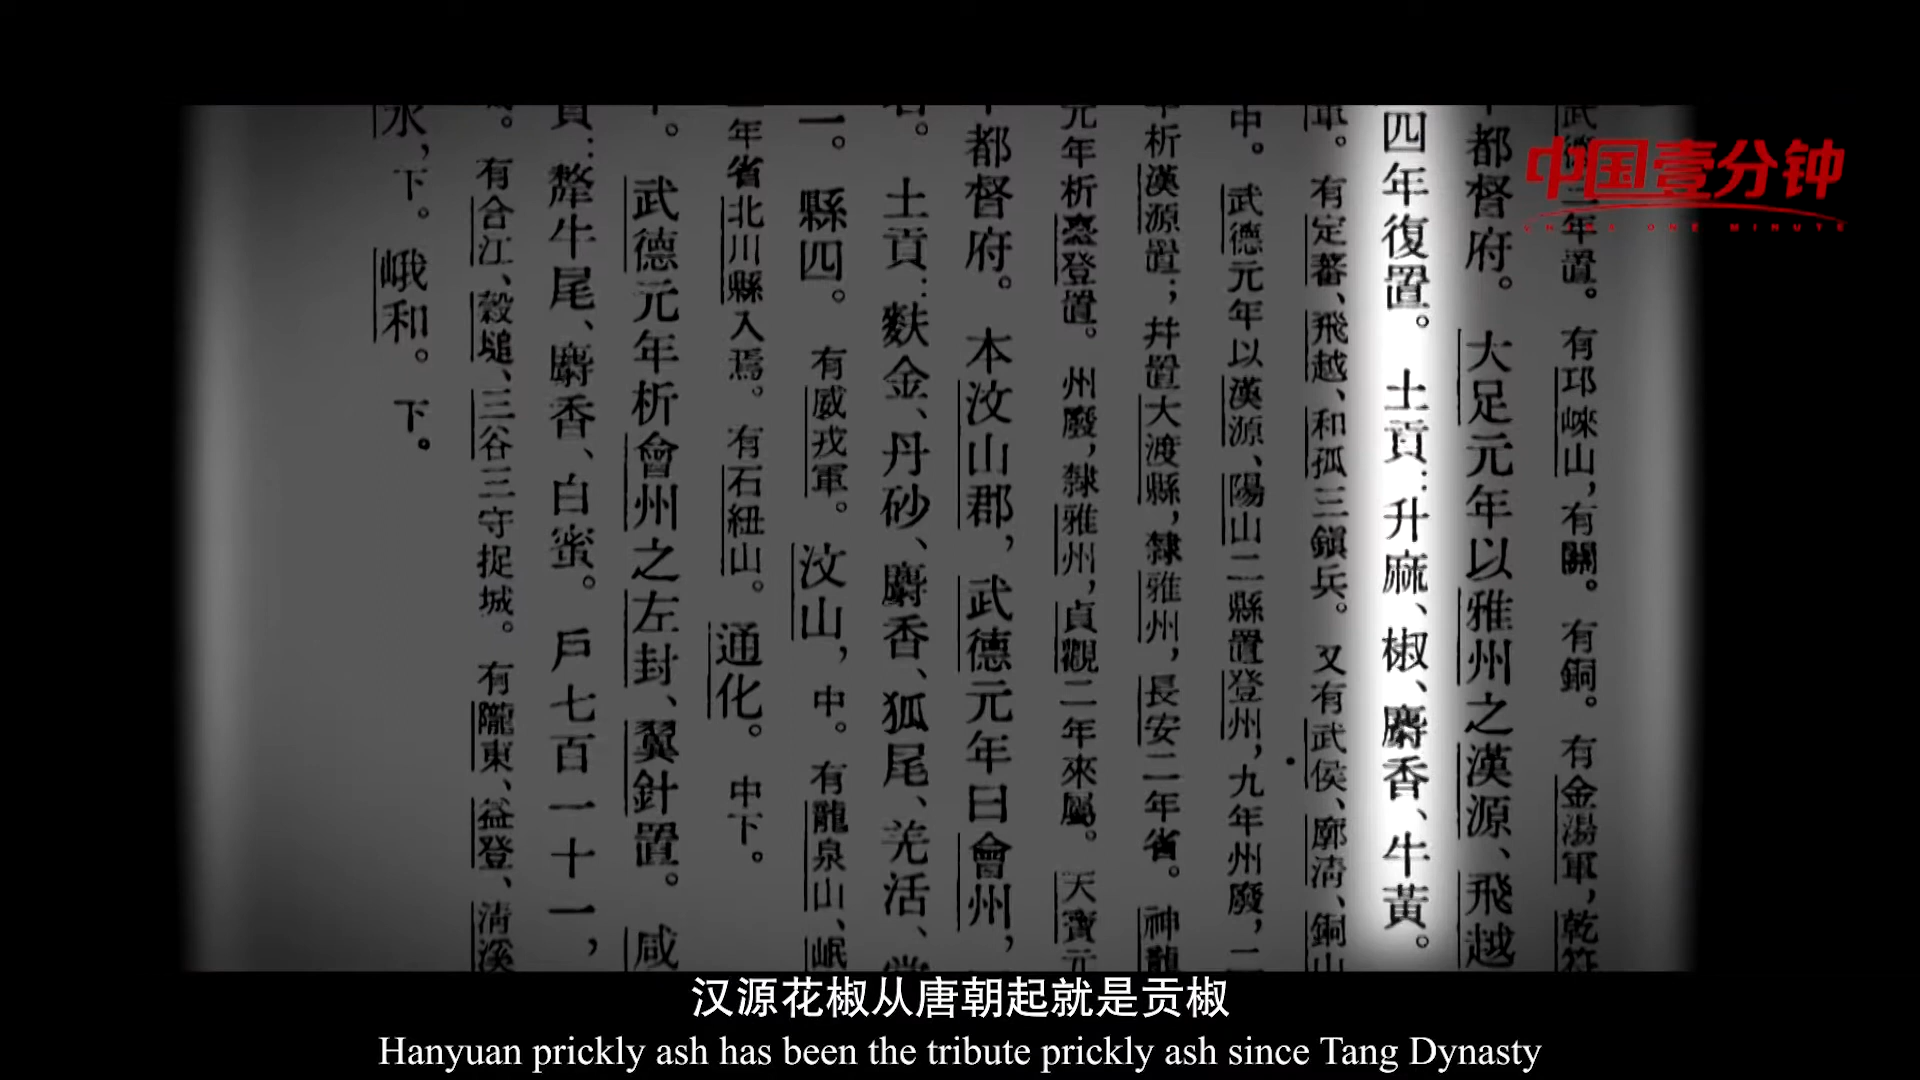 武德二年置。有邛崍山，有關。有銅。有金湯軍，乾符
都督府。大足元年以雅州之漢源、飛越
四年復置。土貢：升麻、椒、麝香、牛黃。
軍。有定蕃、飛越、和孤三鎮兵。又有武侯、廓清、銅山
中。武德元年以漢源、陽山二縣置登州，九年州廢，二
析漢源置；并置大渡縣，隸雅州，長安二年省。神龍
元年析臺登置。州廢，隸雅州，貞觀二年來屬。天寶元
都督府。本汶山郡，武德元年曰會州，
土貢：麩金、丹砂、麝香、狐尾、羌活、當
一。縣四。有威戎軍。汶山，中。有龍泉山、岷
年省北川縣入焉。有石紐山。通化。中下。
武德元年析會州之左封、翼針置。咸
貢：犛牛尾、麝香、白蜜。戶七百一十一，
有合江、穀塠、三谷三守捉城。有隴東、益登、清溪
水，下。峨和。下。
中国壹分钟
CHINA ONE MINUTE
汉源花椒从唐朝起就是贡椒
Hanyuan prickly ash has been the tribute prickly ash since Tang Dynasty